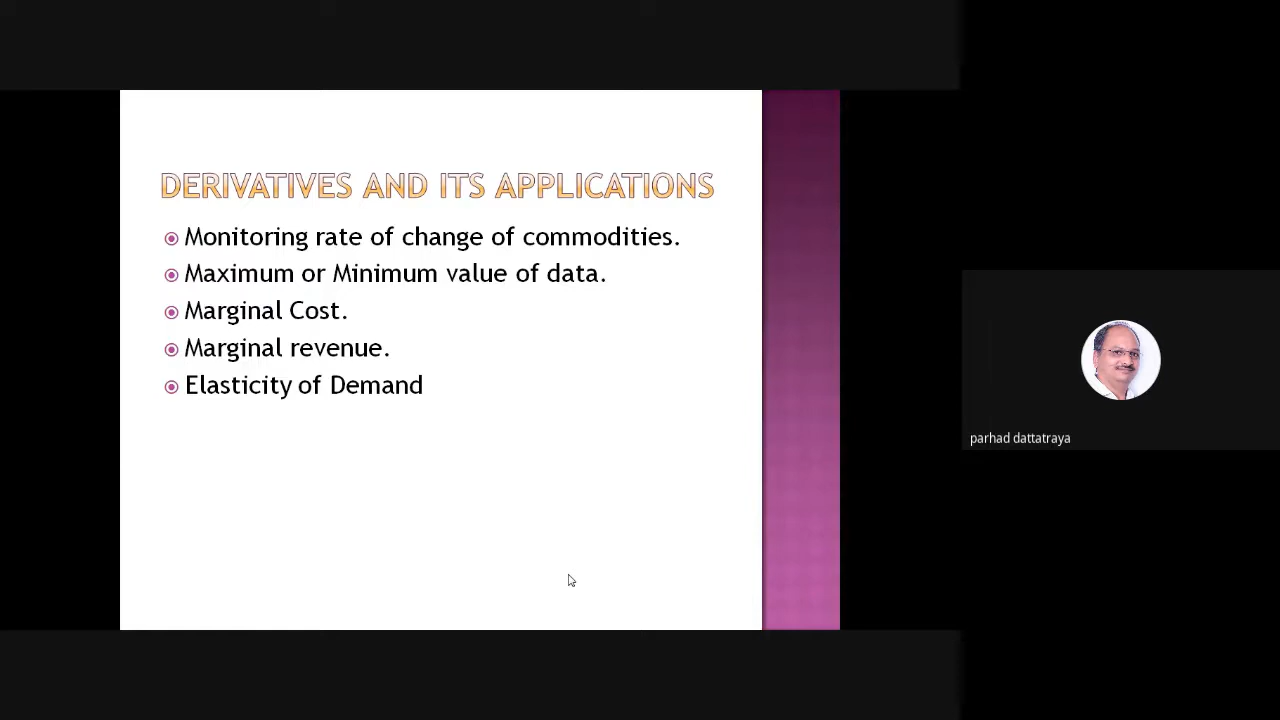 DERIVATIVES AND ITS APPLICATIONS
Monitoring rate of change of commodities.
Maximum or Minimum value of data.
Marginal Cost.
Marginal revenue.
Elasticity of Demand
parhad dattatraya